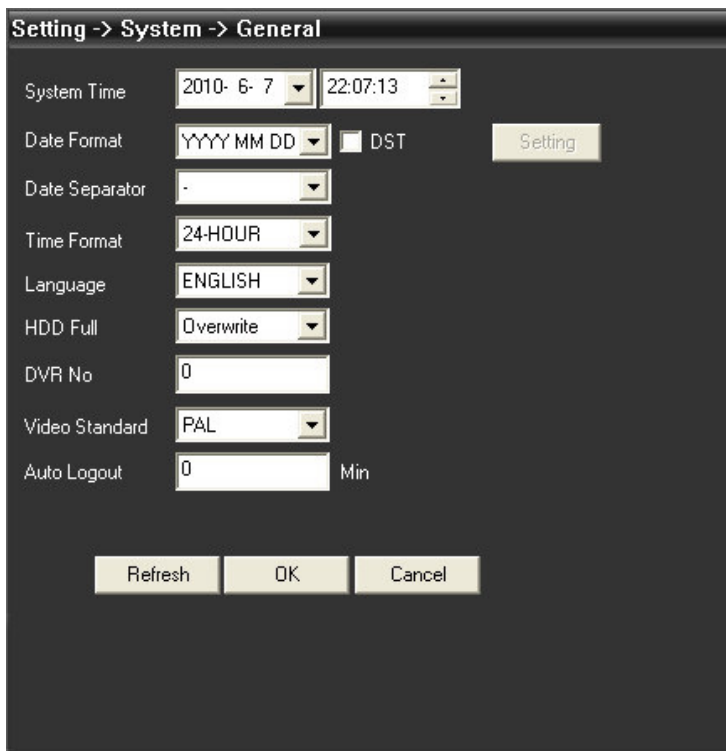 Setting -> System -> General
System Time 2010- 6- 7 22:07:13
Date Format YYYY MM DD DST Setting
Date Separator -
Time Format 24-HOUR
Language ENGLISH
HDD Full Overwrite
DVR No 0
Video Standard PAL
Auto Logout 0 Min
Refresh OK Cancel